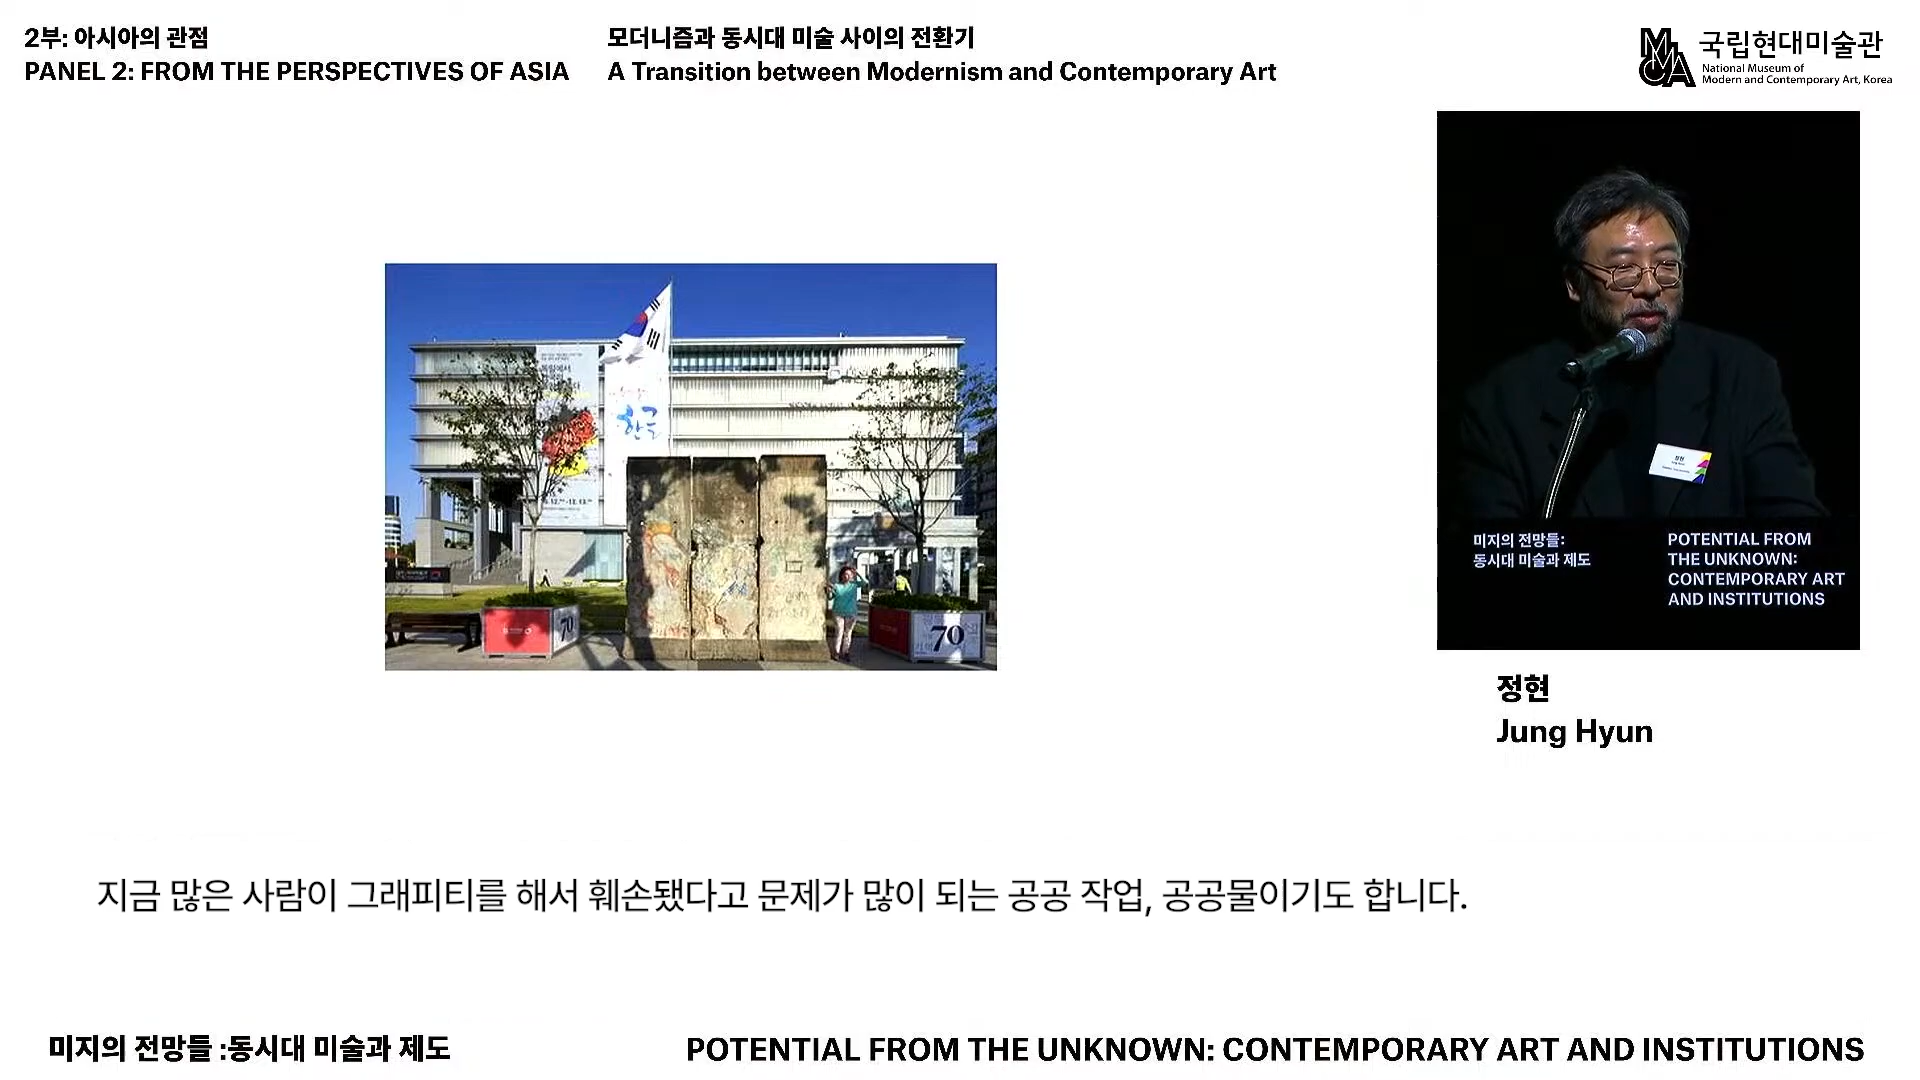 2부: 아시아의 관점
PANEL 2: FROM THE PERSPECTIVES OF ASIA
모더니즘과 동시대 미술 사이의 전환기
A Transition between Modernism and Contemporary Art
MMCA
국립현대미술관
National Museum of
Modern and Contemporary Art, Korea
한글
70
70
정현
미지의 전망들:
동시대 미술과 제도
POTENTIAL FROM
THE UNKNOWN:
CONTEMPORARY ART
AND INSTITUTIONS
정현
Jung Hyun
지금 많은 사람이 그래피티를 해서 훼손됐다고 문제가 많이 되는 공공 작업, 공공물이기도 합니다.
미지의 전망들 :동시대 미술과 제도
POTENTIAL FROM THE UNKNOWN: CONTEMPORARY ART AND INSTITUTIONS